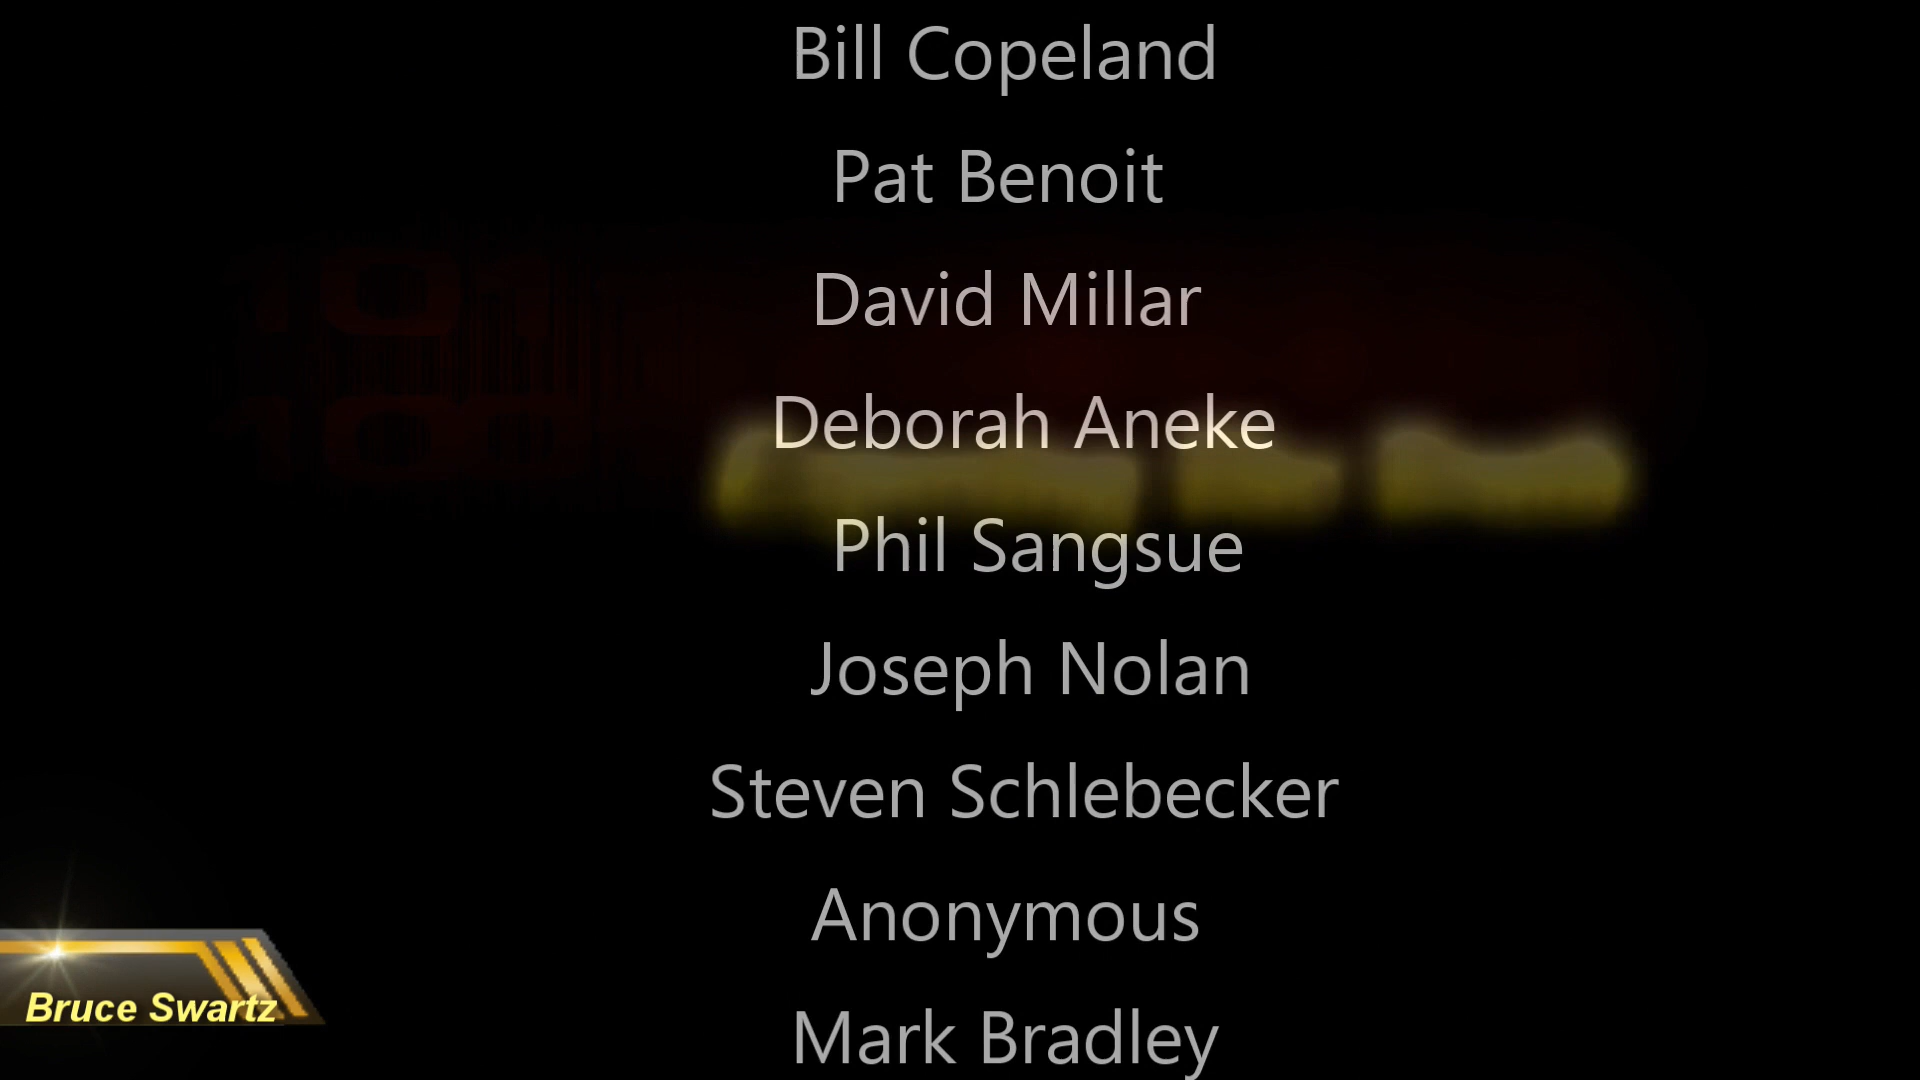 Bill Copeland
Pat Benoit
David Millar
Deborah Aneke
Phil Sangsue
Joseph Nolan
Steven Schlebecker
Anonymous
Mark Bradley
Bruce Swartz